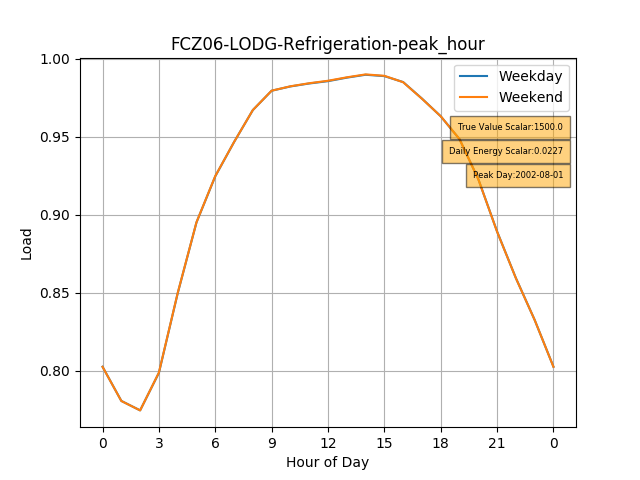 FCZ06-LODG-Refrigeration-peak_hour
1.00
0.95
0.90
0.85
0.80
Load
Weekday
Weekend
True Value Scalar:1500.0
Daily Energy Scalar:0.0227
Peak Day:2002-08-01
0 3 6 9 12 15 18 21 0
Hour of Day